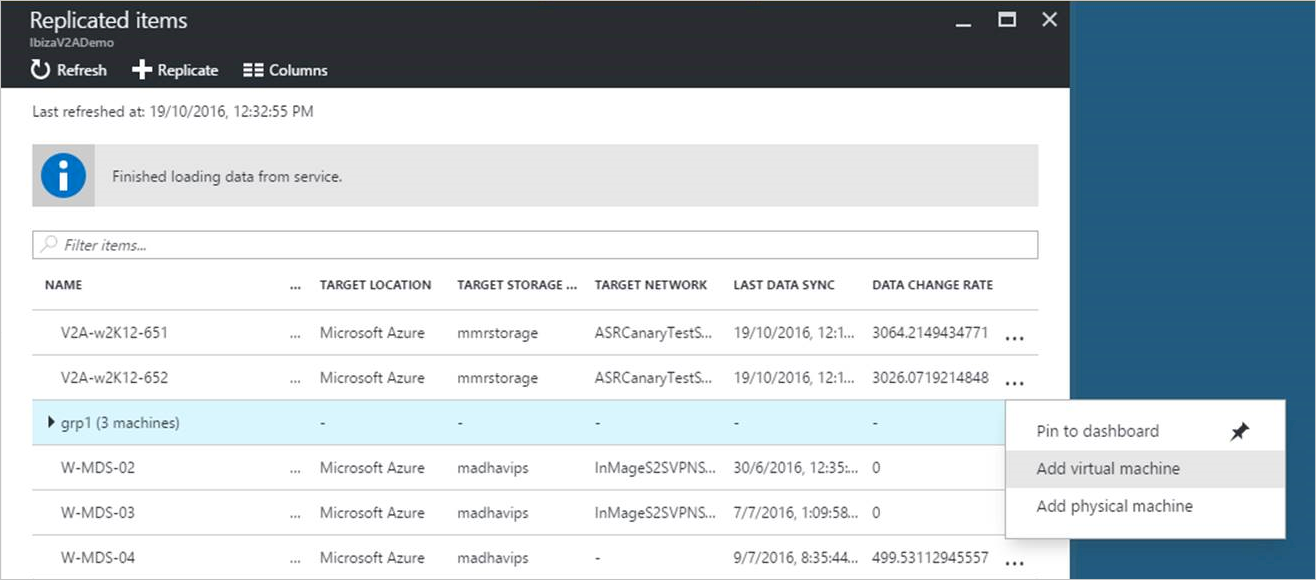 Replicated items
IbizaV2ADemo
Refresh Replicate Columns
Last refreshed at: 19/10/2016, 12:32:55 PM
Finished loading data from service.
Filter items...
NAME ... TARGET LOCATION TARGET STORAGE ... TARGET NETWORK LAST DATA SYNC DATA CHANGE RATE
V2A-w2K12-651 ... Microsoft Azure mmrstorage ASRCanaryTestS... 19/10/2016, 12:1... 3064.2149434771 ...
V2A-w2K12-652 ... Microsoft Azure mmrstorage ASRCanaryTestS... 19/10/2016, 12:1... 3026.0719214848 ...
grp1 (3 machines) - - - - -
Pin to dashboard
W-MDS-02 ... Microsoft Azure madhavips InMageS2SVPNS... 30/6/2016, 12:35:... 0
Add virtual machine
W-MDS-03 ... Microsoft Azure madhavips InMageS2SVPNS... 7/7/2016, 1:09:58... 0
Add physical machine
W-MDS-04 ... Microsoft Azure madhavips - 9/7/2016, 8:35:44... 499.53112945557 ...